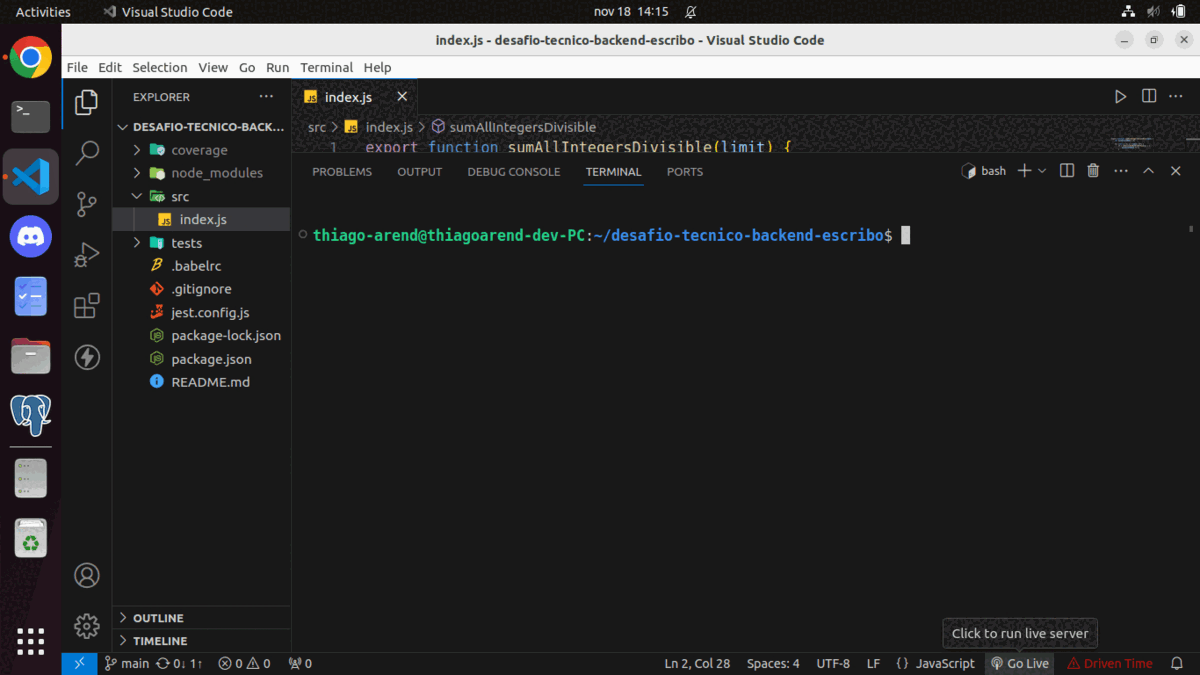 Activities Visual Studio Code nov 18 14:15
index.js - desafio-tecnico-backend-escribo - Visual Studio Code
File Edit Selection View Go Run Terminal Help
EXPLORER
index.js
DESAFIO-TECNICO-BACK...
src index.js sumAllIntegersDivisible
1 export function sumAllIntegersDivisible(limit) {
coverage
node_modules
src
index.js
tests
.babelrc
.gitignore
jest.config.js
package-lock.json
package.json
README.md
OUTLINE
TIMELINE
PROBLEMS OUTPUT DEBUG CONSOLE TERMINAL PORTS bash
thiago-arend@thiagoarend-dev-PC:~/desafio-tecnico-backend-escribo$
Click to run live server
main 0↓ 1↑ 0 0 0 Ln 2, Col 28 Spaces: 4 UTF-8 LF {} JavaScript Go Live Driven Time